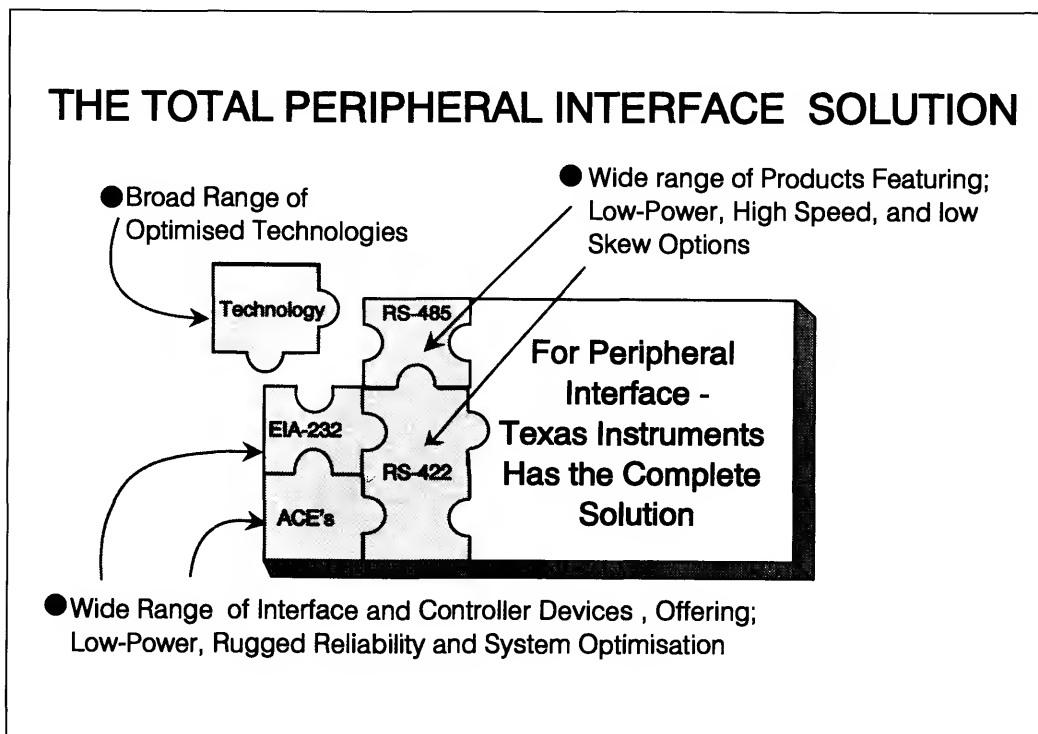 THE TOTAL PERIPHERAL INTERFACE SOLUTION
●Broad Range of
Optimised Technologies
● Wide range of Products Featuring;
Low-Power, High Speed, and low
Skew Options
Technology
RS-485
EIA-232
RS-422
ACE's
For Peripheral
Interface -
Texas Instruments
Has the Complete
Solution
●Wide Range of Interface and Controller Devices , Offering;
Low-Power, Rugged Reliability and System Optimisation